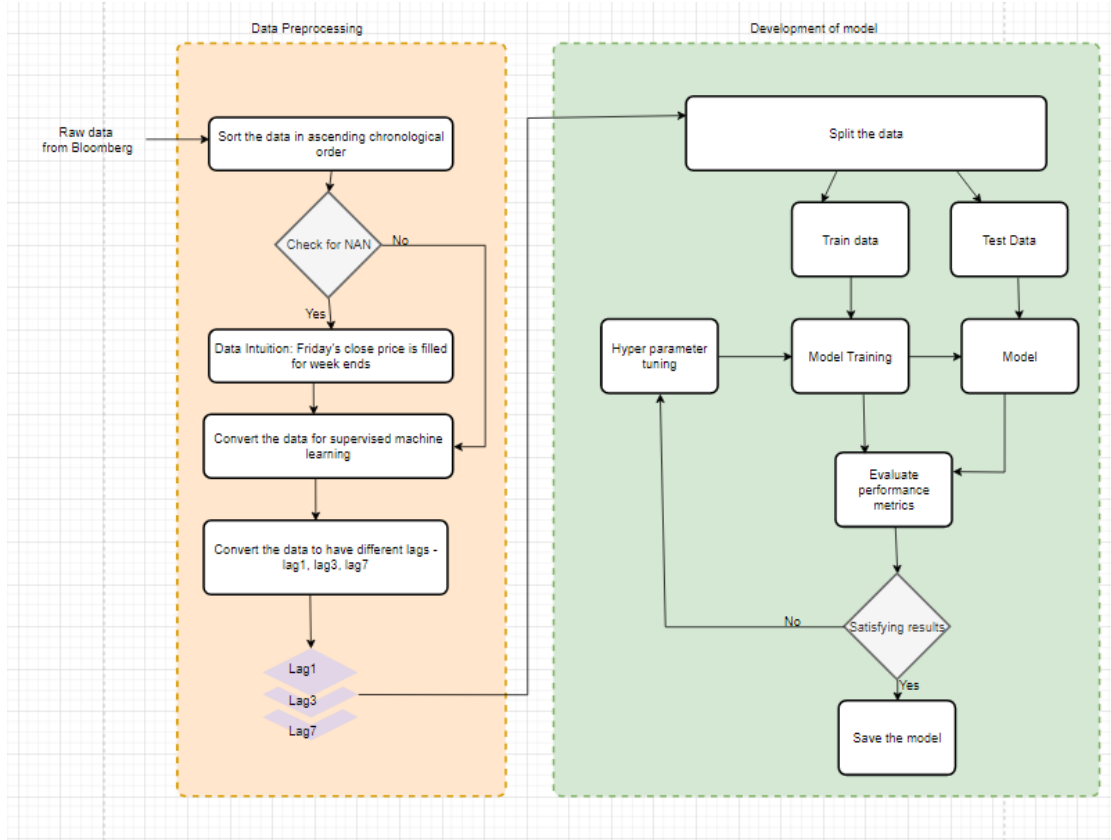 Data Preprocessing
Raw data
from Bloomberg
Sort the data in ascending chronological
order
Check for NAN
No
Yes
Data Intuition: Friday's close price is filled
for week ends
Convert the data for supervised machine
learning
Convert the data to have different lags -
lag1, lag3, lag7
Lag1
Lag3
Lag7
Development of model
Split the data
Train data
Test Data
Hyper parameter
tuning
Model Training
Model
Evaluate
performance
metrics
Satisfying results
No
Yes
Save the model